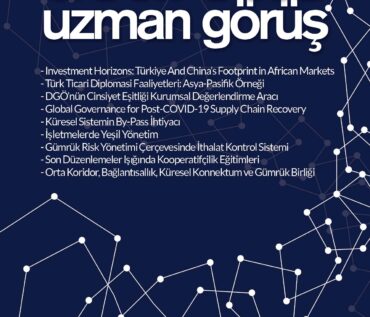 uzman görüş
- Investment Horizons: Türkiye And China's Footprint in African Markets
- Türk Ticari Diplomasi Faaliyetleri: Asya-Pasifik Örneği
- DGÖ'nün Cinsiyet Eşitliği Kurumsal Değerlendirme Aracı
- Global Governance for Post-COVID-19 Supply Chain Recovery
- Küresel Sistemin By-Pass İhtiyacı
- İşletmelerde Yeşil Yönetim
- Gümrük Risk Yönetimi Çerçevesinde İthalat Kontrol Sistemi
- Son Düzenlemeler Işığında Kooperatifçilik Eğitimleri
- Orta Koridor, Bağlantısallık, Küresel Konnektum ve Gümrük Birliği